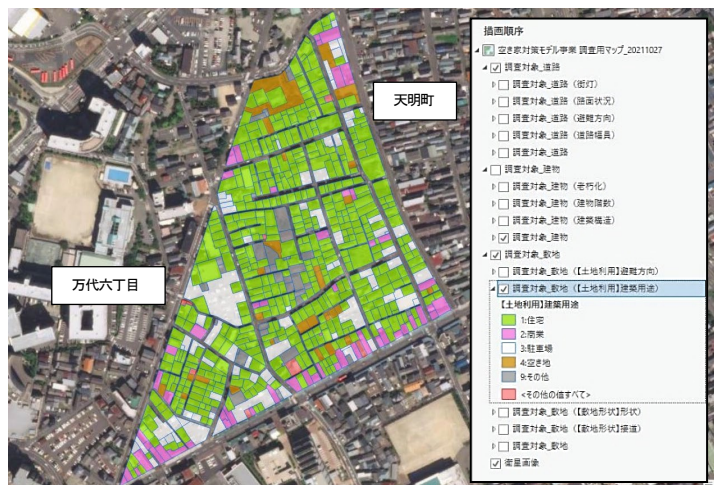 天明町
万代六丁目
描画順序
空き家対策モデル事業 調査用マップ_20211027
調査対象_道路
調査対象_道路（街灯）
調査対象_道路（路面状況）
調査対象_道路（避難方向）
調査対象_道路（道路幅員）
調査対象_道路
調査対象_建物
調査対象_建物（老朽化）
調査対象_建物（建物階数）
調査対象_建物（建築構造）
調査対象_建物
調査対象_敷地
調査対象_敷地（【土地利用】避難方向）
調査対象_敷地（【土地利用】建築用途）
【土地利用】建築用途
1:住宅
2:商業
3:駐車場
4:空き地
9:その他
<その他の値すべて>
調査対象_敷地（【敷地形状】形状）
調査対象_敷地（【敷地形状】接道）
調査対象_敷地
衛星画像